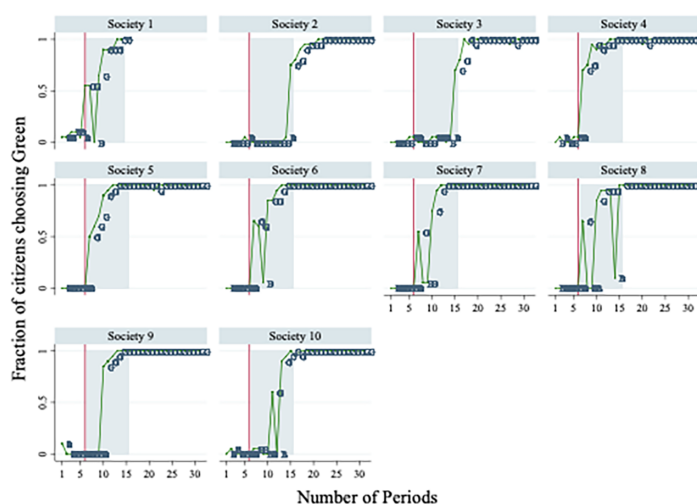 Society 1
Society 2
Society 3
Society 4
1
0.5
0
Society 5
Society 6
Society 7
Society 8
1
0.5
0
1 5 10 15 20 25 30
1 5 10 15 20 25 30
Society 9
Society 10
1
0.5
0
1 5 10 15 20 25 30
1 5 10 15 20 25 30
Fraction of citizens choosing Green
Number of Periods